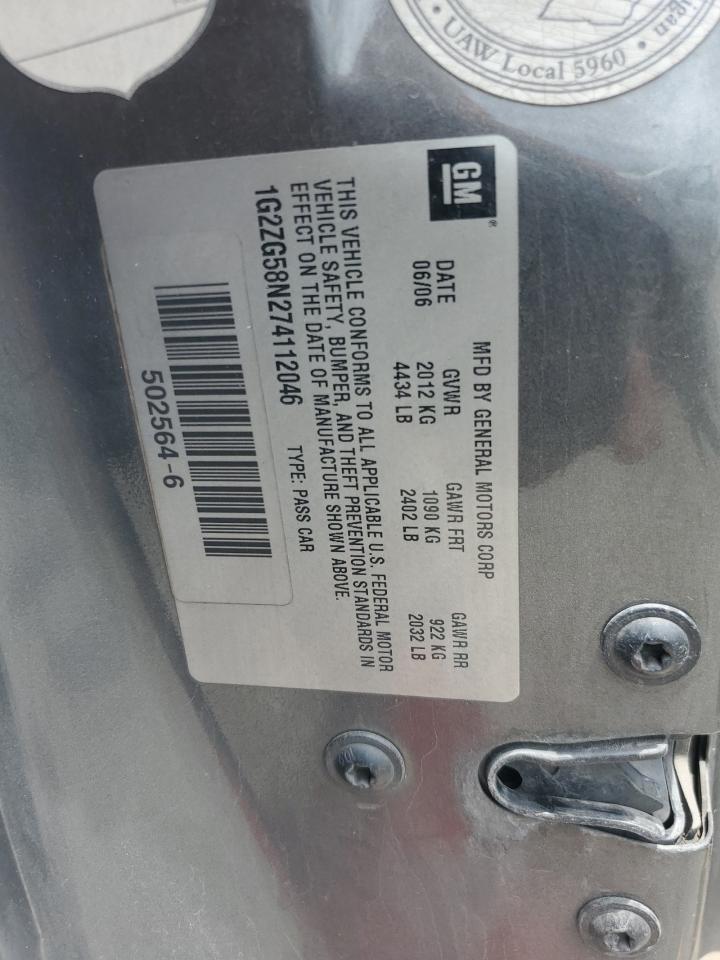 UAW Local 5960
GM
MFD BY GENERAL MOTORS CORP
DATE GVWR GAWR FRT GAWR RR
06/06 2012 KG 1090 KG 922 KG
4434 LB 2402 LB 2032 LB
THIS VEHICLE CONFORMS TO ALL APPLICABLE U.S. FEDERAL MOTOR
VEHICLE SAFETY, BUMPER, AND THEFT PREVENTION STANDARDS IN
EFFECT ON THE DATE OF MANUFACTURE SHOWN ABOVE.
1G2ZG58N274112046 TYPE: PASS CAR
502564-6